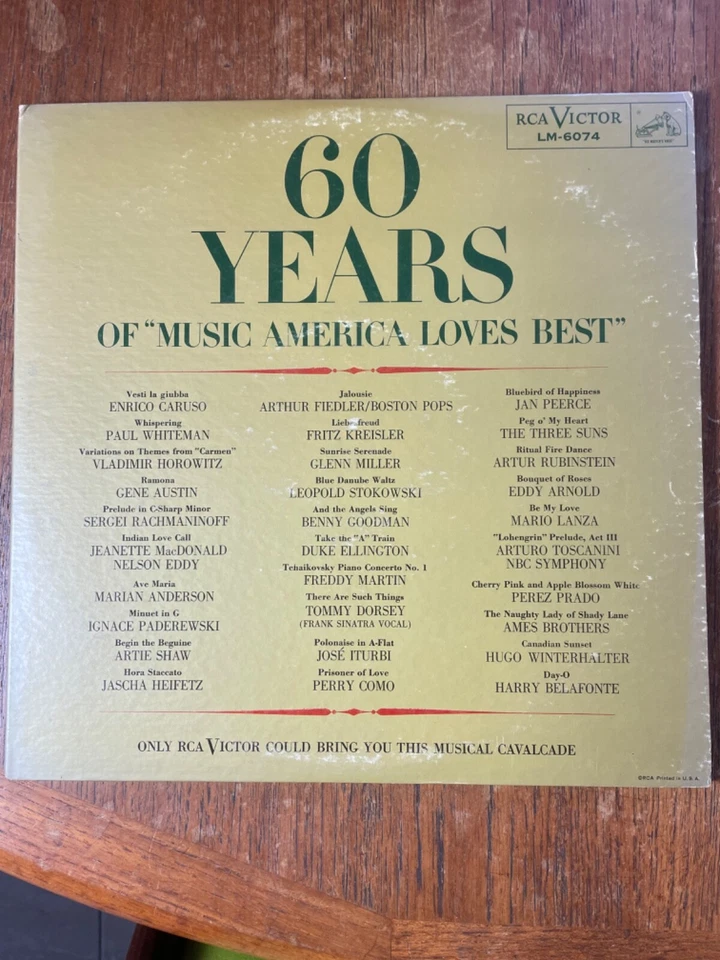 RCA VICTOR
LM-6074
"HIS MASTER'S VOICE"
60
YEARS
OF "MUSIC AMERICA LOVES BEST"
Vesti la giubba
ENRICO CARUSO
Whispering
PAUL WHITEMAN
Variations on Themes from "Carmen"
VLADIMIR HOROWITZ
Ramona
GENE AUSTIN
Prelude in C-Sharp Minor
SERGEI RACHMANINOFF
Indian Love Call
JEANETTE MacDONALD
NELSON EDDY
Ave Maria
MARIAN ANDERSON
Minuet in G
IGNACE PADEREWSKI
Begin the Beguine
ARTIE SHAW
Hora Staccato
JASCHA HEIFETZ
Jalousie
ARTHUR FIEDLER/BOSTON POPS
Liebesfreud
FRITZ KREISLER
Sunrise Serenade
GLENN MILLER
Blue Danube Waltz
LEOPOLD STOKOWSKI
And the Angels Sing
BENNY GOODMAN
Take the "A" Train
DUKE ELLINGTON
Tchaikovsky Piano Concerto No. 1
FREDDY MARTIN
There Are Such Things
TOMMY DORSEY
(FRANK SINATRA VOCAL)
Polonaise in A-Flat
JOSÉ ITURBI
Prisoner of Love
PERRY COMO
Bluebird of Happiness
JAN PEERCE
Peg o' My Heart
THE THREE SUNS
Ritual Fire Dance
ARTUR RUBINSTEIN
Bouquet of Roses
EDDY ARNOLD
Be My Love
MARIO LANZA
"Lohengrin" Prelude, Act III
ARTURO TOSCANINI
NBC SYMPHONY
Cherry Pink and Apple Blossom White
PEREZ PRADO
The Naughty Lady of Shady Lane
AMES BROTHERS
Canadian Sunset
HUGO WINTERHALTER
Day-O
HARRY BELAFONTE
ONLY RCA VICTOR COULD BRING YOU THIS MUSICAL CAVALCADE
©RCA Printed in U.S.A.